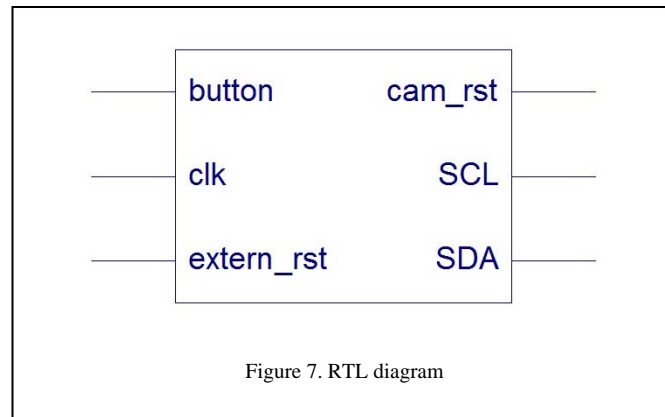 button cam_rst
clk SCL
extern_rst SDA
Figure 7. RTL diagram